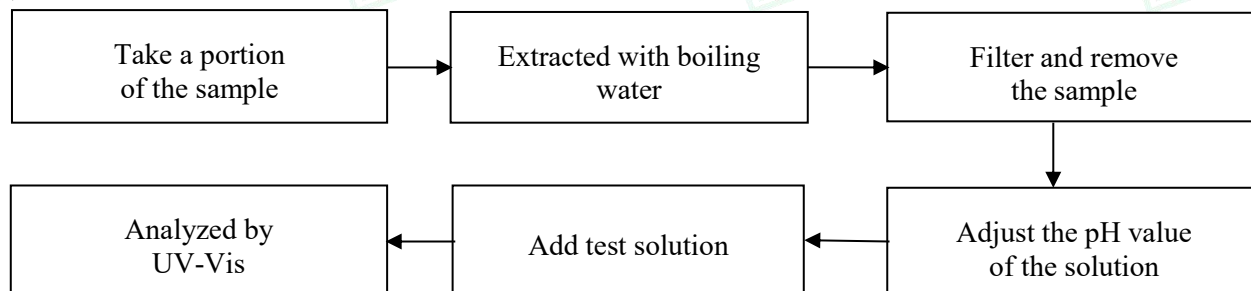 Take a portion
of the sample
Extracted with boiling
water
Filter and remove
the sample
Adjust the pH value
of the solution
Add test solution
Analyzed by
UV-Vis